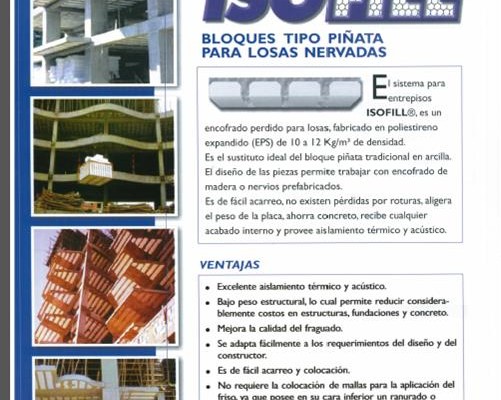 ISOFILL
BLOQUES TIPO PIÑATA
PARA LOSAS NERVADAS
El sistema para
entrepisos
ISOFILL®, es un
encofrado perdido para losas, fabricado en poliestireno
expandido (EPS) de 10 a 12 Kg/m³ de densidad.
Es el sustituto ideal del bloque piñata tradicional en arcilla.
El diseño de las piezas permite trabajar con encofrado de
madera o nervios prefabricados.
Es de fácil acarreo, no existen pérdidas por roturas, aligera
el peso de la placa, ahorra concreto, recibe cualquier
acabado interno y provee aislamiento térmico y acústico.
VENTAJAS
• Excelente aislamiento térmico y acústico.
• Bajo peso estructural, lo cual permite reducir considera-
blemente costos en estructuras, fundaciones y concreto.
• Mejora la calidad del fraguado.
• Se adapta fácilmente a los requerimientos del diseño y del
constructor.
• Es de fácil acarreo y colocación.
• No requiere la colocación de mallas para la aplicación del
friso, ya que posee en su cara inferior un ranurado o